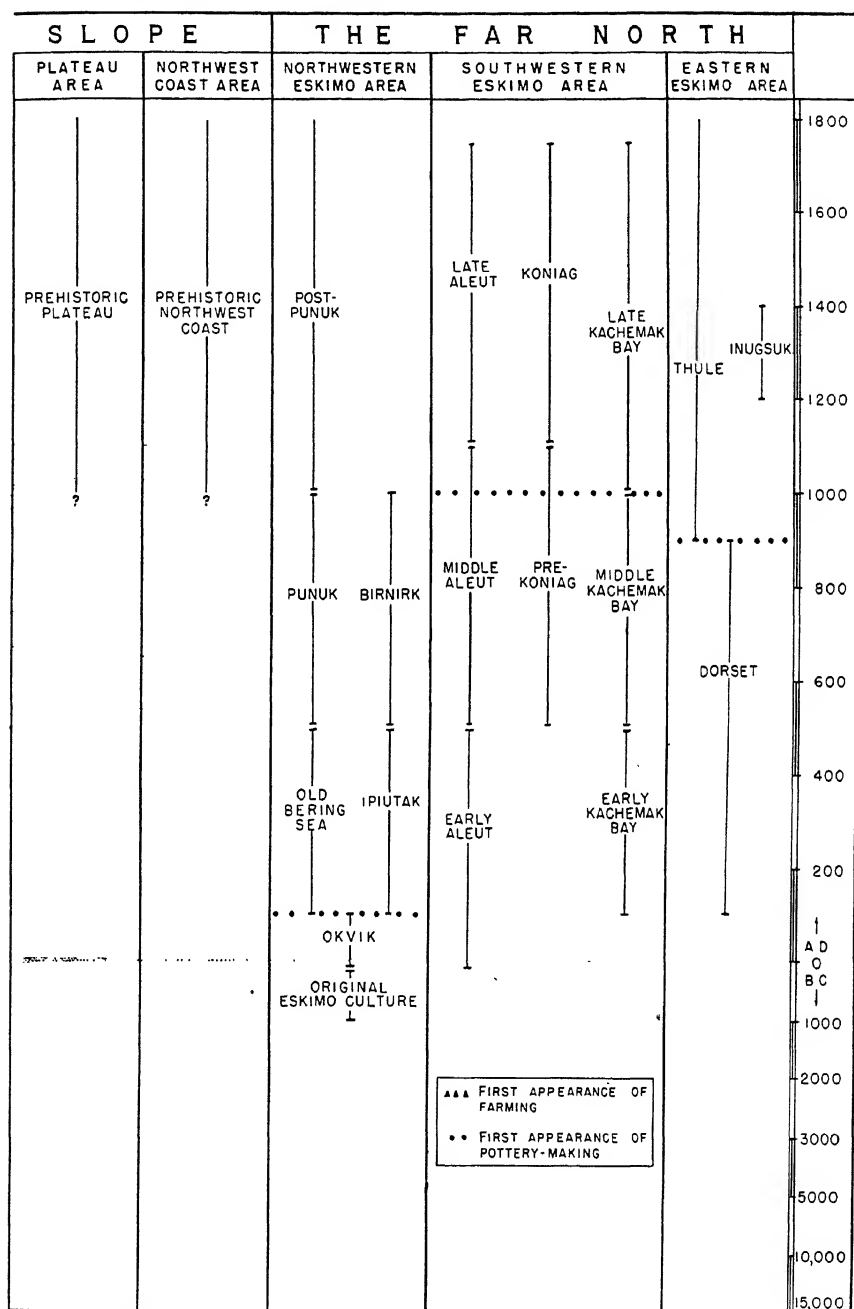 SLOPE
THE FAR NORTH
PLATEAU
AREA
NORTHWEST
COAST AREA
NORTHWESTERN
ESKIMO AREA
SOUTHWESTERN
ESKIMO AREA
EASTERN
ESKIMO AREA
1800
1600
LATE
ALEUT
KONIAG
PREHISTORIC
PLATEAU
PREHISTORIC
NORTHWEST
COAST
POST-
PUNUK
LATE
KACHEMAK
BAY
1400
INUGSUK
THULE
1200
?
?
1000
PUNUK
BIRNIRK
MIDDLE
ALEUT
PRE-
KONIAG
MIDDLE
KACHEMAK
BAY
800
DORSET
600
OLD
BERING
SEA
IPIUTAK
EARLY
ALEUT
EARLY
KACHEMAK
BAY
400
200
OKVIK
AD
0
BC
ORIGINAL
ESKIMO CULTURE
1000
2000
▲▲▲ FIRST APPEARANCE OF
FARMING
•• FIRST APPEARANCE OF
POTTERY-MAKING
3000
5000
10,000
15,000